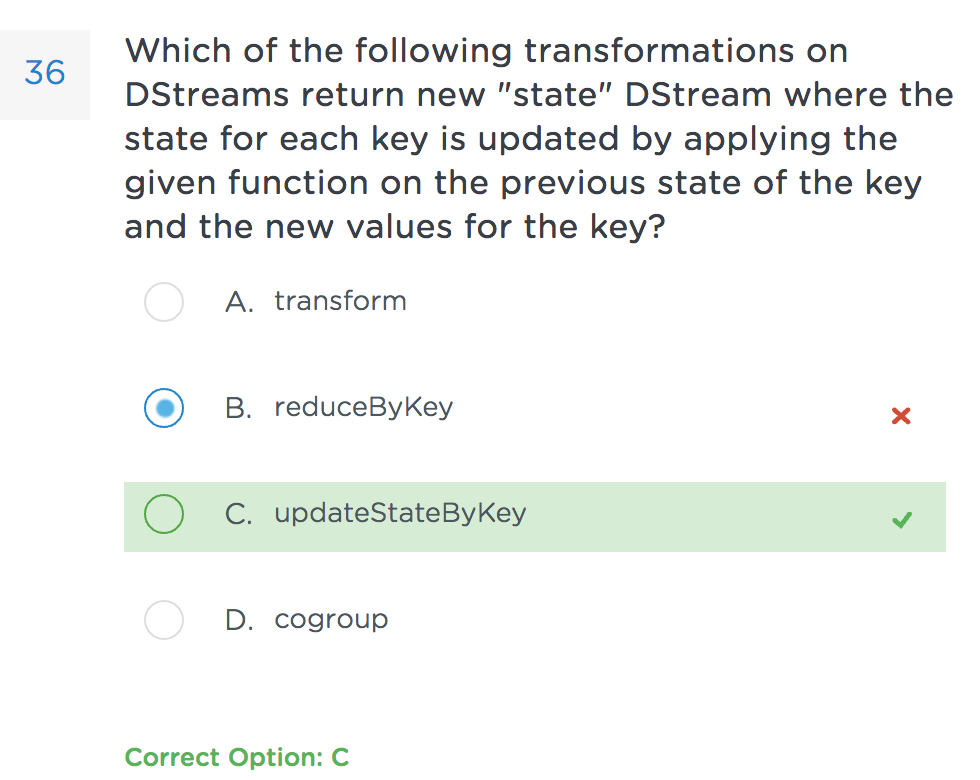 36
Which of the following transformations on
DStreams return new "state" DStream where the
state for each key is updated by applying the
given function on the previous state of the key
and the new values for the key?
A. transform
B. reduceByKey
C. updateStateByKey
D. cogroup
Correct Option: C